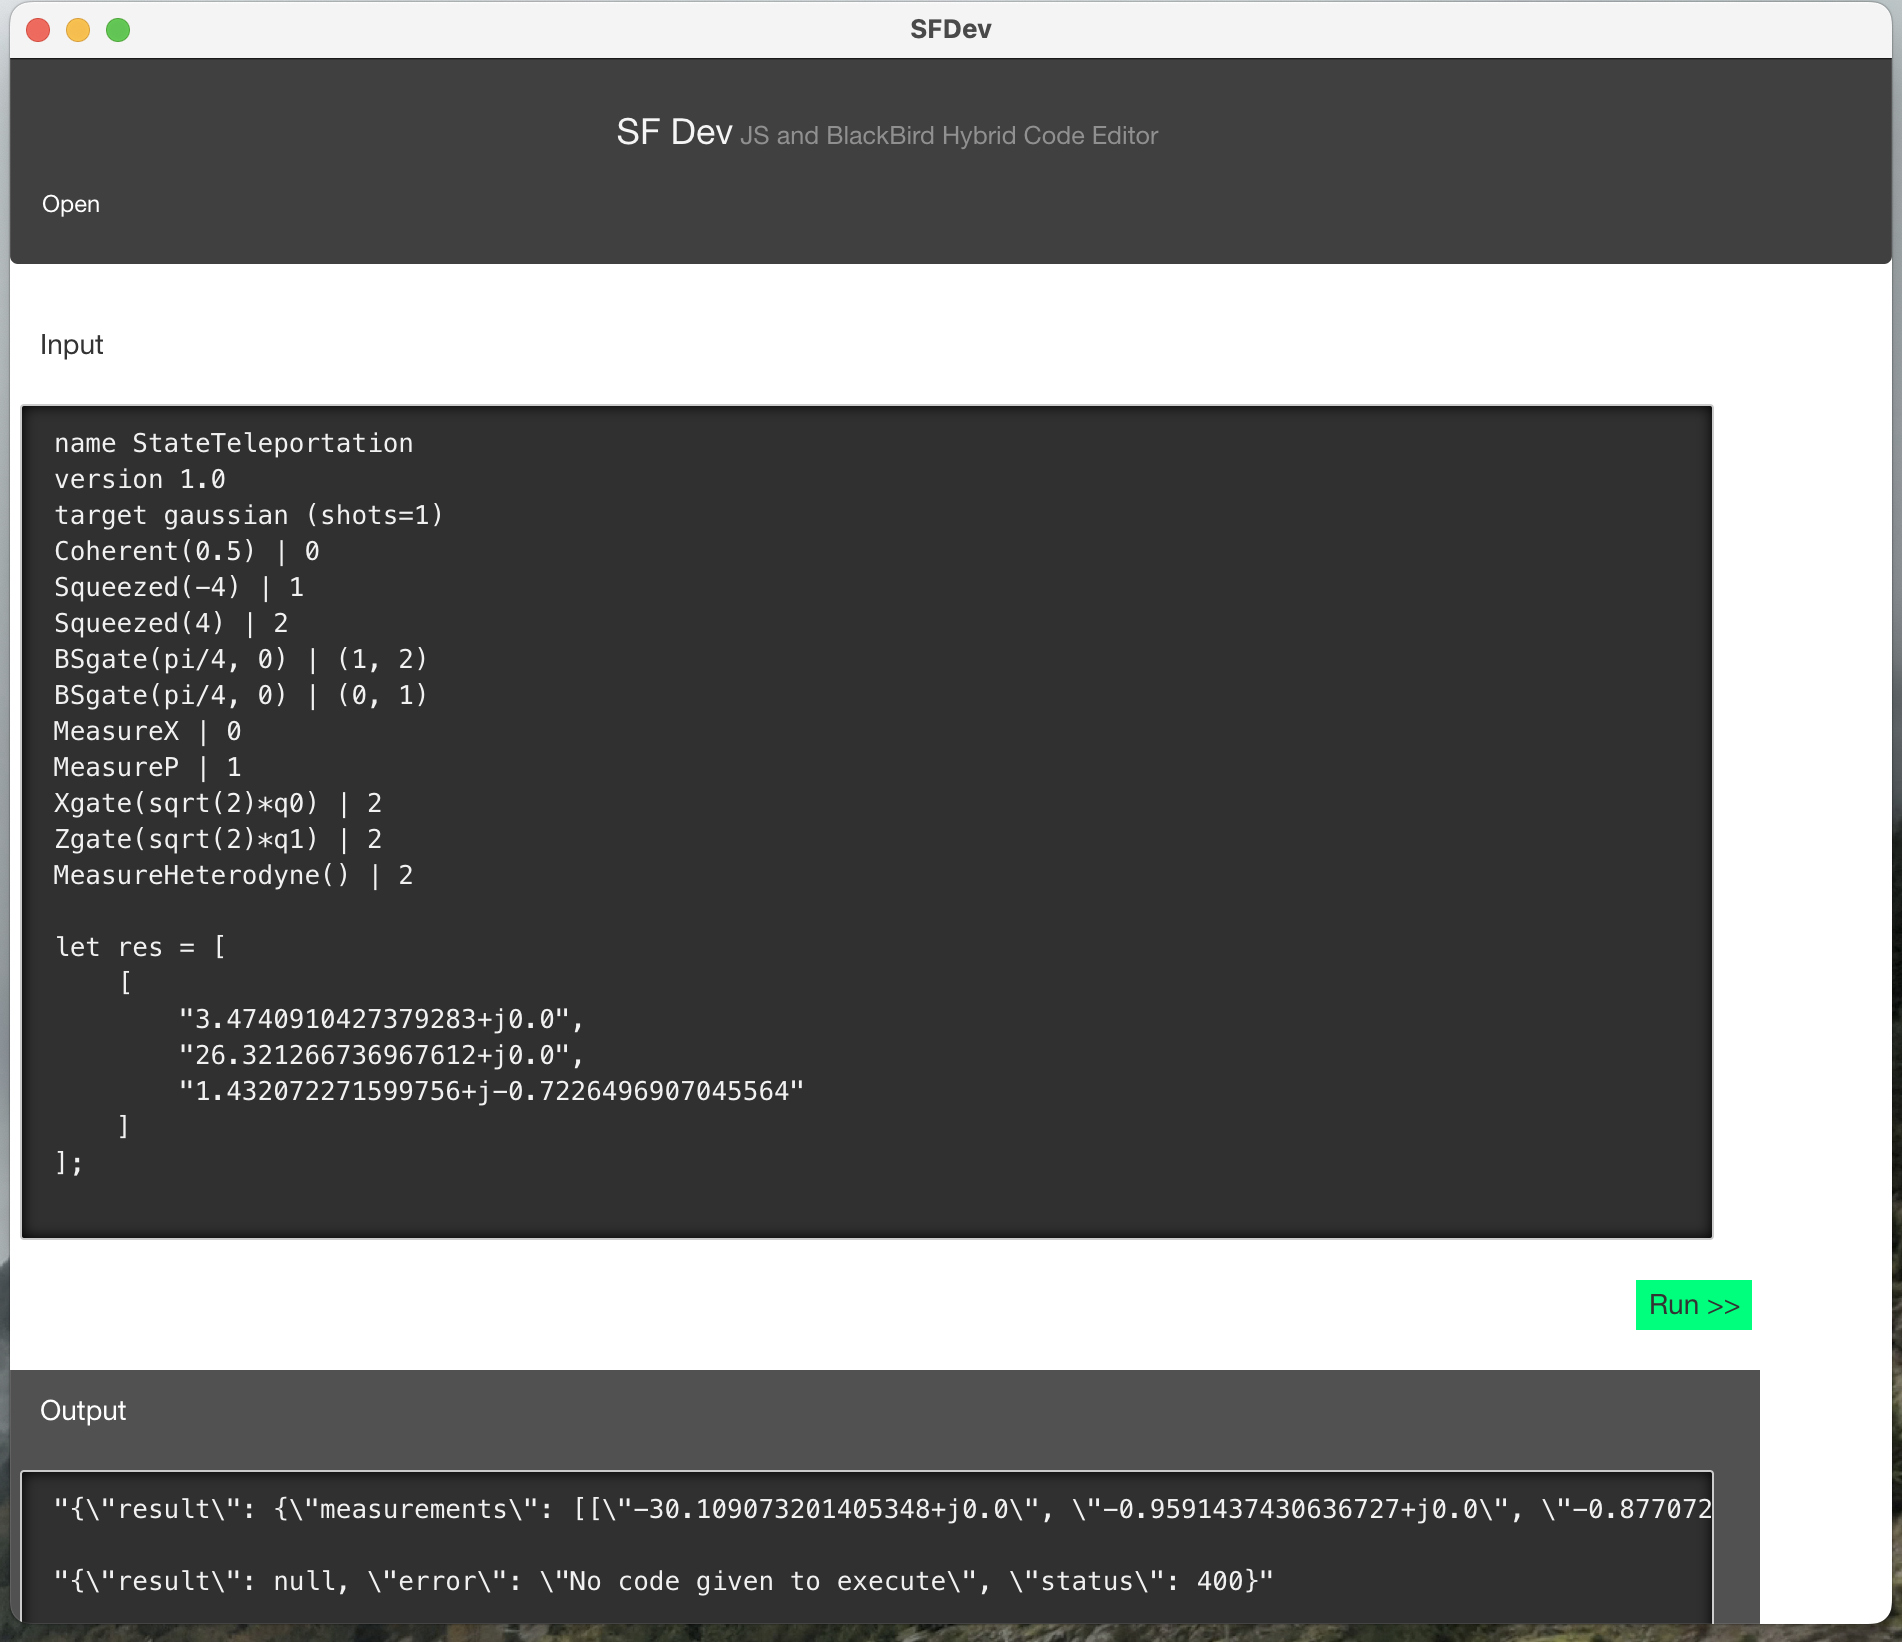 SFDev
SF Dev JS and BlackBird Hybrid Code Editor
Open
Input
name StateTeleportation
version 1.0
target gaussian (shots=1)
Coherent(0.5) | 0
Squeezed(-4) | 1
Squeezed(4) | 2
BSgate(pi/4, 0) | (1, 2)
BSgate(pi/4, 0) | (0, 1)
MeasureX | 0
MeasureP | 1
Xgate(sqrt(2)*q0) | 2
Zgate(sqrt(2)*q1) | 2
MeasureHeterodyne() | 2
let res = [
[
"3.4740910427379283+j0.0",
"26.321266736967612+j0.0",
"1.432072271599756+j-0.7226496907045564"
]
];
Run >>
Output
"{\"result\": {\"measurements\": [[\"-30.109073201405348+j0.0\", \"-0.9591437430636727+j0.0\", \"-0.877072
"{\"result\": null, \"error\": \"No code given to execute\", \"status\": 400}"